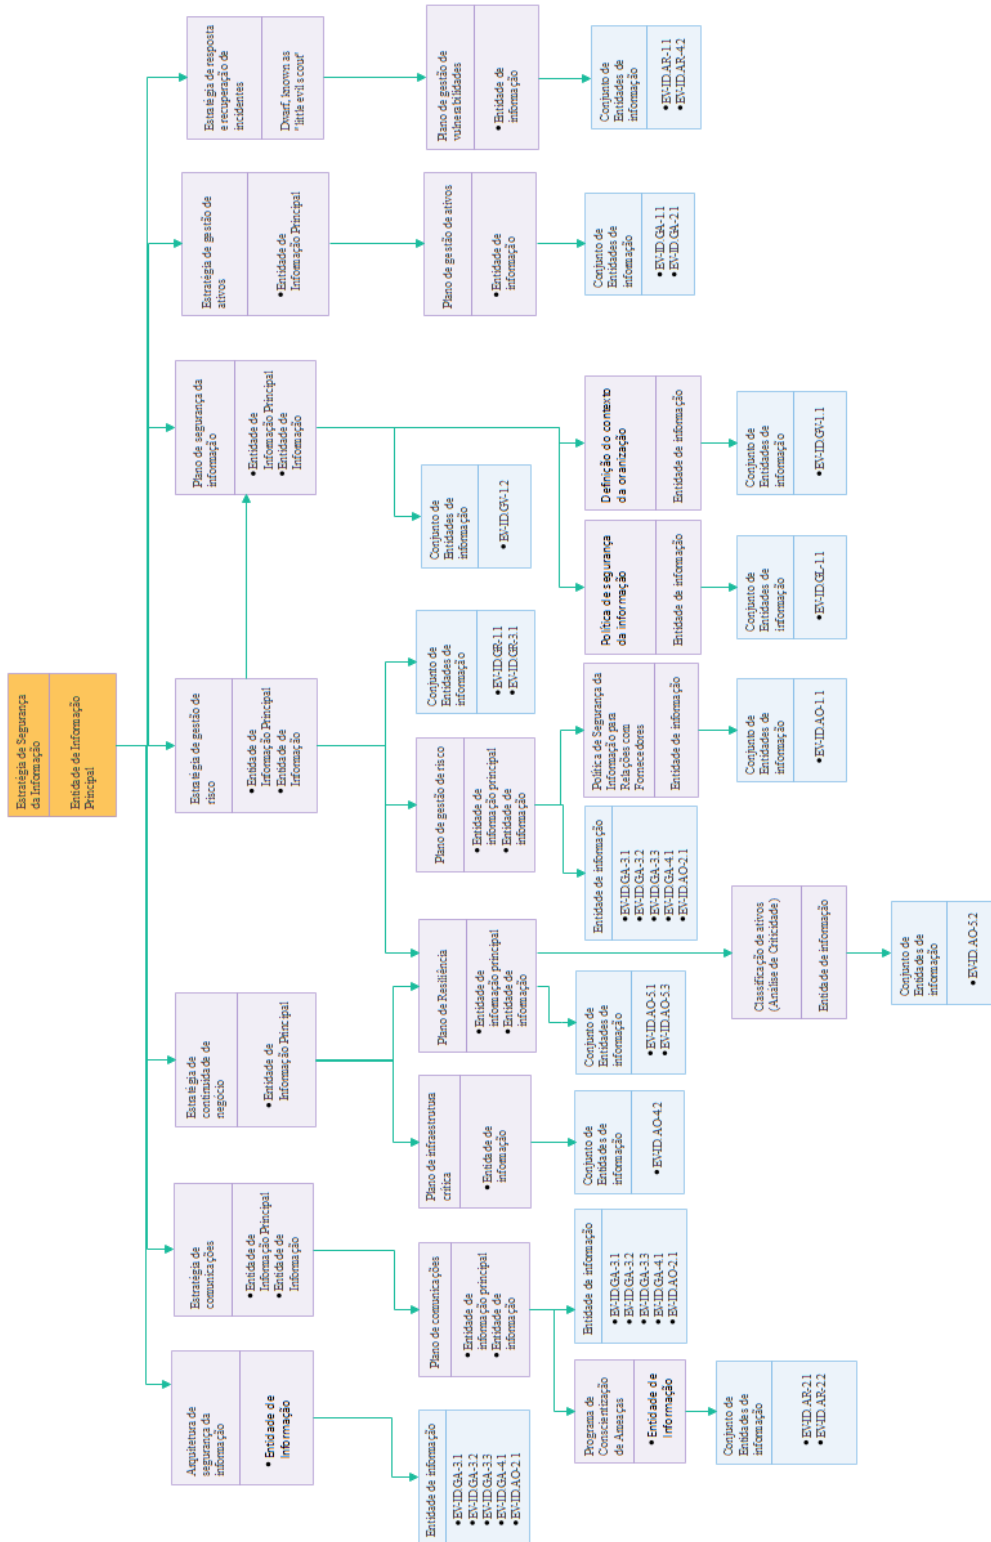 Estratégia de Segurança
da Informação
Entidade de Informação
Principal
Arquitetura de
segurança da
informação
• Entidade de
Informação
Estratégia de
comunicações
• Entidade de
Informação Principal
• Entidade de
Informação
Estratégia de
continuidade de
negócio
• Entidade de
Informação Principal
Estratégia de gestão de
risco
• Entidade de
Informação Principal
• Entidade de
Informação
Plano de segurança da
informação
• Entidade de
Informação Principal
• Entidade de
Informação
Estratégia de gestão de
ativos
• Entidade de
Informação Principal
Estratégia de resposta
e recuperação de
incidentes
Dwarf, known as
"little evil scout"
Entidade de informação
• EV-ID.GA-3.1
• EV-ID.GA-3.2
• EV-ID.GA-3.3
• EV-ID.GA-4.1
• EV-ID.AO-2.1
Plano de comunicações
• Entidade de
informação principal
• Entidade de
informação
Plano de infraestrutura
crítica
• Entidade de
informação
Plano de Resiliência
• Entidade de
informação principal
• Entidade de
informação
Plano de gestão de risco
• Entidade de
informação principal
• Entidade de
informação
Conjunto de
Entidades de
informação
• EV-ID.GR-1.1
• EV-ID.GR-3.1
Conjunto de
Entidades de
informação
• EV-ID.GV-1.2
Plano de gestão de ativos
• Entidade de
informação
Plano de gestão de
vulnerabilidades
• Entidade de
informação
Programa de
Conscientização
de Ameaças
• Entidade de
Informação
Entidade de informação
• EV-ID.GA-3.1
• EV-ID.GA-3.2
• EV-ID.GA-3.3
• EV-ID.GA-4.1
• EV-ID.AO-2.1
Conjunto de
Entidades de
informação
• EV-ID. AO-4.2
Conjunto de
Entidades de
informação
• EV-ID.AO-5.1
• EV-ID.AO-5.3
Entidade de informação
• EV-ID.GA-3.1
• EV-ID.GA-3.2
• EV-ID.GA-3.3
• EV-ID.GA-4.1
• EV-ID.AO-2.1
Política de Segurança da
Informação para
Relações com
Fornecedores
Entidade de informação
Política de segurança
da informação
Entidade de informação
Definição do contexto
da oranização
Entidade de informação
Conjunto de
Entidades de
informação
• EV-ID.GA-1.1
• EV-ID.GA-2.1
Conjunto de
Entidades de
informação
• EV-ID.AR-1.1
• EV-ID.AR-4.2
Conjunto de
Entidades de
informação
• EV-ID.AR-2.1
• EV-ID.AR-2.2
Classificação de ativos
(Análise de Criticidade)
Entidade de informação
Conjunto de
Entidades de
informação
• EV-ID.AO-1.1
Conjunto de
Entidades de
informação
• EV-ID.GL-1.1
Conjunto de
Entidades de
informação
• EV-ID.GV-1.1
Conjunto de
Entidades de
informação
• EV-ID. AO-5.2